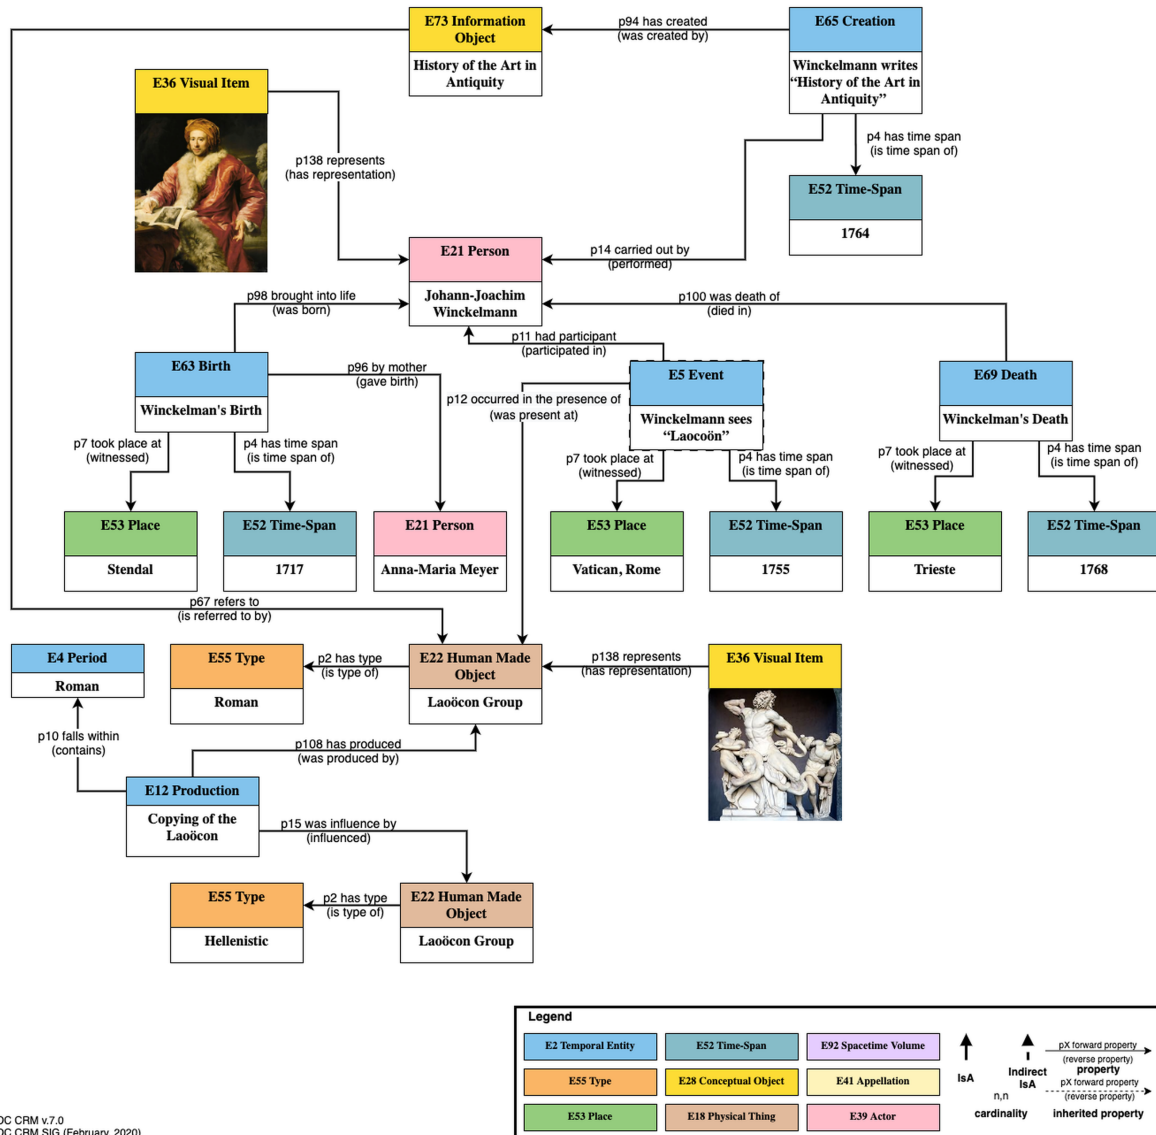 E73 Information
Object
History of the Art in
Antiquity
p94 has created
(was created by)
E65 Creation
Winckelmann writes
“History of the Art in
Antiquity”
E36 Visual Item
p138 represents
(has representation)
p4 has time span
(is time span of)
E52 Time-Span
1764
E21 Person
Johann-Joachim
Winckelmann
p14 carried out by
(performed)
p98 brought into life
(was born)
p100 was death of
(died in)
p11 had participant
(participated in)
E63 Birth
Winckelman's Birth
p96 by mother
(gave birth)
p12 occurred in the presence of
(was present at)
E5 Event
Winckelmann sees
“Laocoön”
E69 Death
Winckelman's Death
p7 took place at
(witnessed)
p4 has time span
(is time span of)
p7 took place at
(witnessed)
p4 has time span
(is time span of)
p7 took place at
(witnessed)
p4 has time span
(is time span of)
E53 Place
Stendal
E52 Time-Span
1717
E21 Person
Anna-Maria Meyer
E53 Place
Vatican, Rome
E52 Time-Span
1755
E53 Place
Trieste
E52 Time-Span
1768
p67 refers to
(is referred to by)
E4 Period
Roman
E55 Type
Roman
p2 has type
(is type of)
E22 Human Made
Object
Laoöcon Group
p138 represents
(has representation)
E36 Visual Item
p10 falls within
(contains)
p108 has produced
(was produced by)
E12 Production
Copying of the
Laoöcon
p15 was influence by
(influenced)
E55 Type
Hellenistic
p2 has type
(is type of)
E22 Human Made
Object
Laoöcon Group
Legend
E2 Temporal Entity
E52 Time-Span
E92 Spacetime Volume
E55 Type
E28 Conceptual Object
E41 Appellation
E53 Place
E18 Physical Thing
E39 Actor
IsA
Indirect
IsA
n,n
cardinality
pX forward property
(reverse property)
property
pX forward property
(reverse property)
inherited property
OC CRM v.7.0
OC CRM SIG (February, 2020)